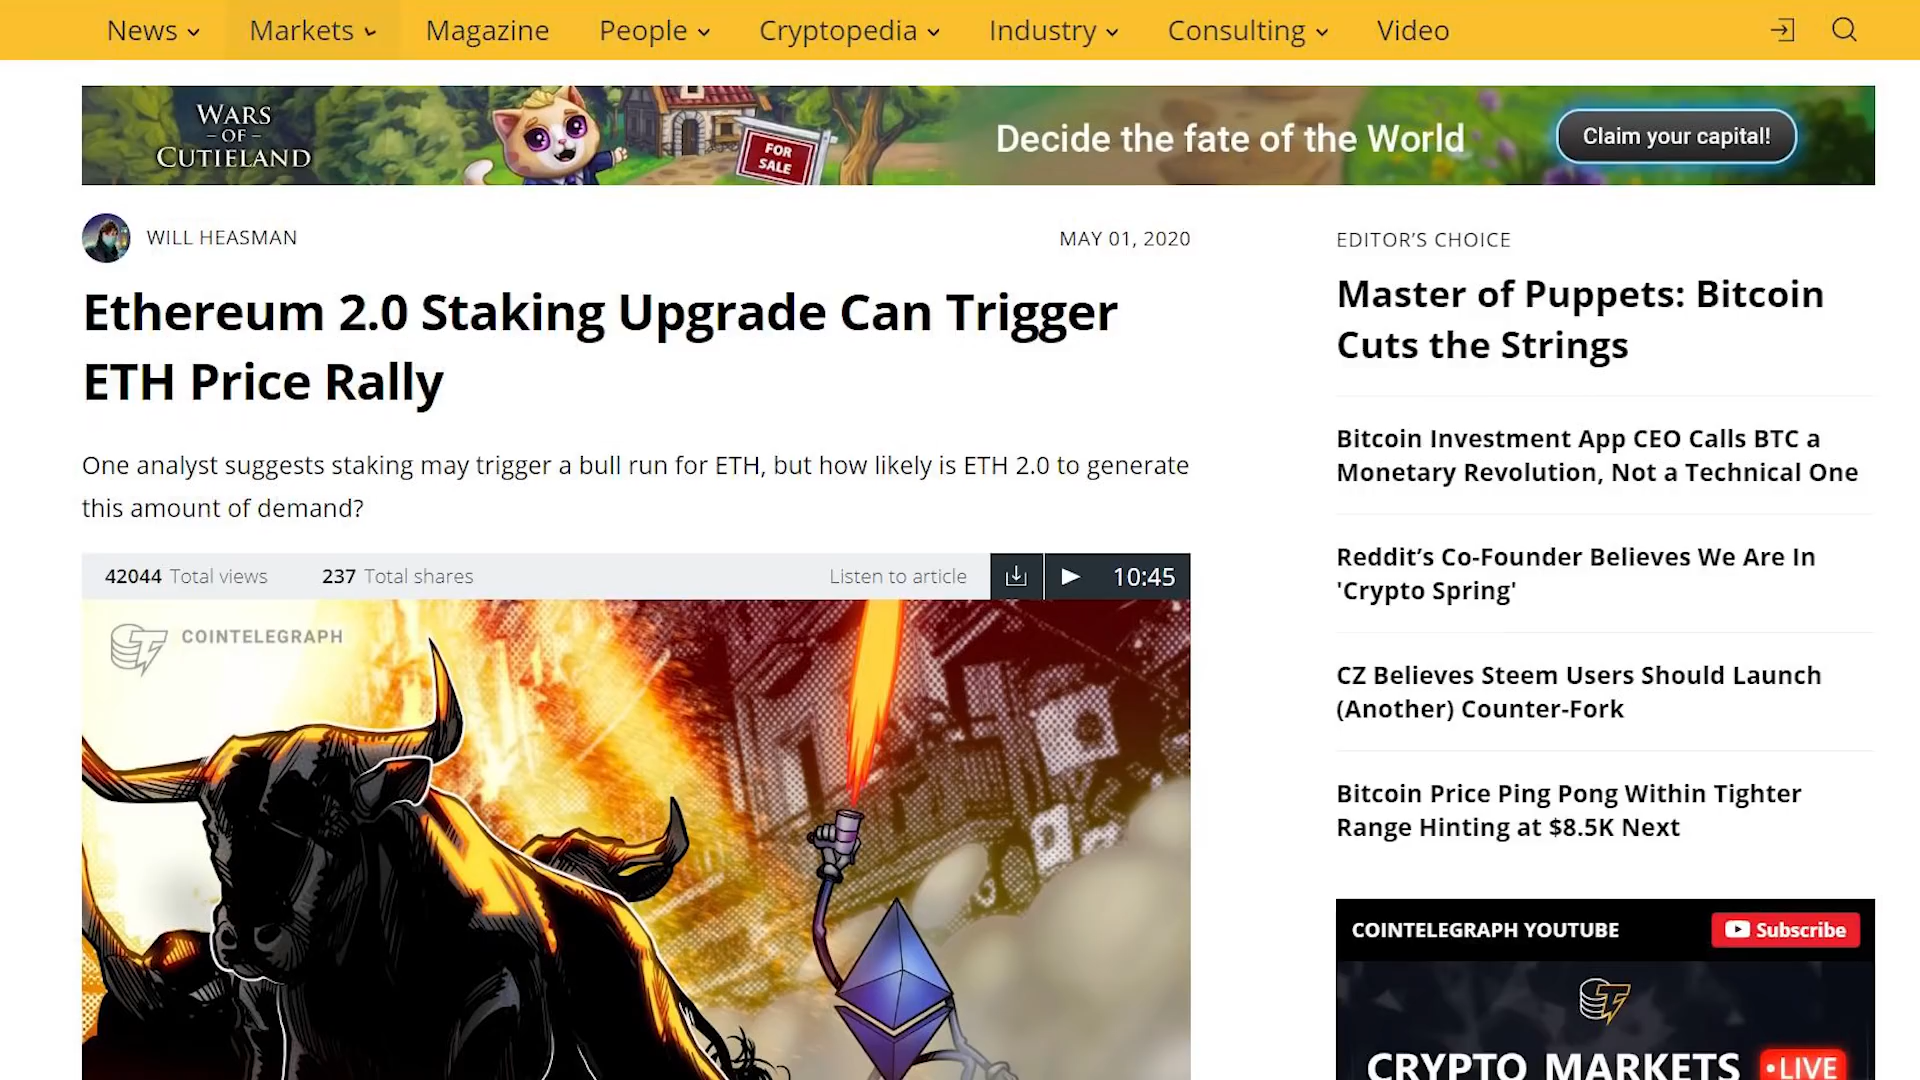 News
Markets
Magazine
People
Cryptopedia
Industry
Consulting
Video
WARS
- OF -
CUTIELAND
FOR
SALE
Decide the fate of the World
Claim your capital!
WILL HEASMAN
MAY 01, 2020
Ethereum 2.0 Staking Upgrade Can Trigger
ETH Price Rally
One analyst suggests staking may trigger a bull run for ETH, but how likely is ETH 2.0 to generate
this amount of demand?
42044 Total views
237 Total shares
Listen to article
10:45
COINTELEGRAPH
EDITOR’S CHOICE
Master of Puppets: Bitcoin
Cuts the Strings
Bitcoin Investment App CEO Calls BTC a
Monetary Revolution, Not a Technical One
Reddit’s Co-Founder Believes We Are In
'Crypto Spring'
CZ Believes Steem Users Should Launch
(Another) Counter-Fork
Bitcoin Price Ping Pong Within Tighter
Range Hinting at $8.5K Next
COINTELEGRAPH YOUTUBE
Subscribe
CRYPTO MARKETS
•LIVE